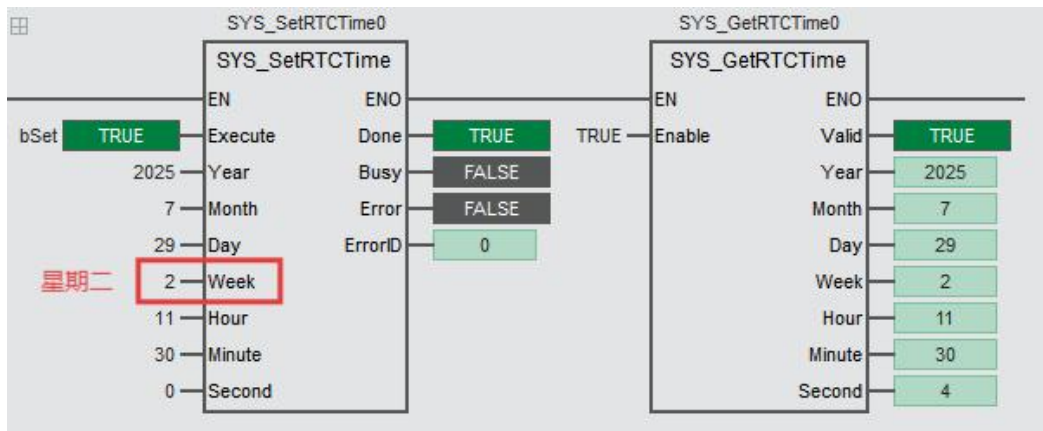 SYS_SetRTCTime0 SYS_GetRTCTime0
SYS_SetRTCTime SYS_GetRTCTime
EN ENO EN ENO
bSet TRUE Execute Done TRUE TRUE Enable Valid TRUE
2025 Year Busy FALSE Year 2025
7 Month Error FALSE Month 7
29 Day ErrorID 0 Day 29
星期二 2 Week Week 2
11 Hour Hour 11
30 Minute Minute 30
0 Second Second 4